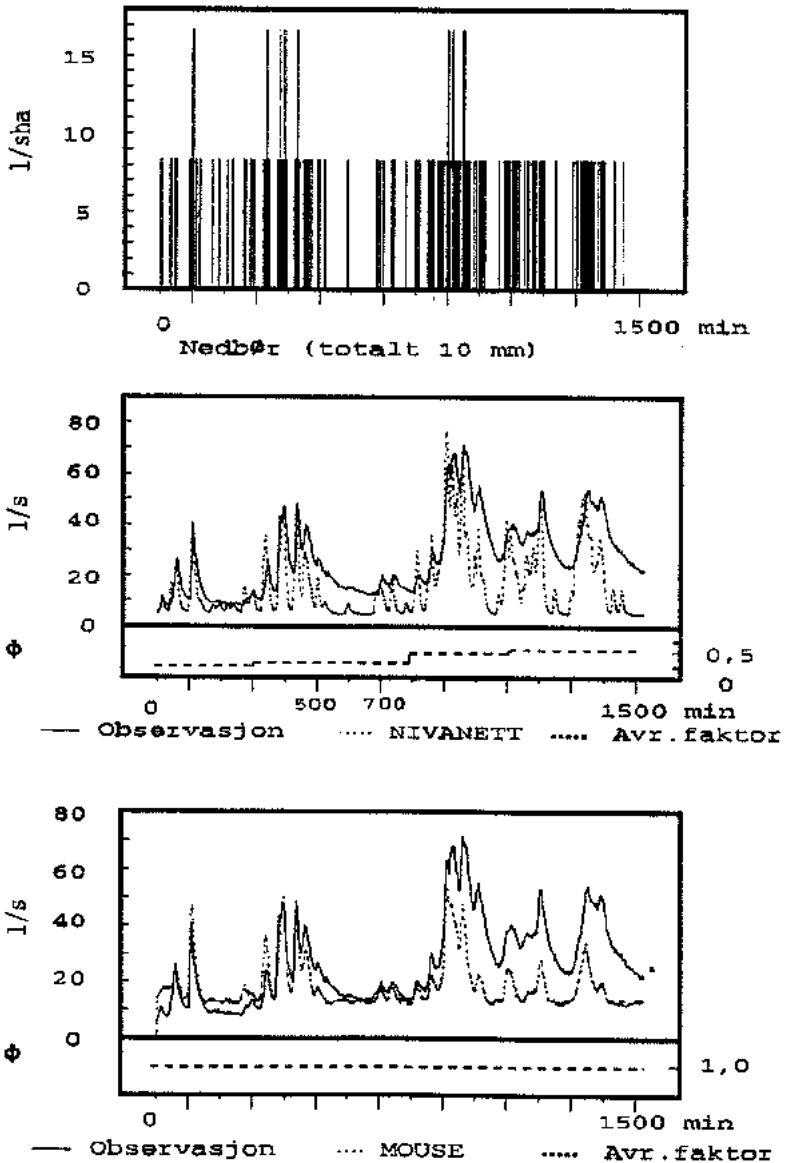 15
10
5
0
l/sha
0 1500 min
Nedbør (totalt 10 mm)
80
60
40
20
0
l/s
Φ
0,5
0
0 500 700 1500 min
Observasjon NIVANETT Avr.faktor
80
60
40
20
0
l/s
Φ
1,0
0 1500 min
Observasjon MOUSE Avr.faktor